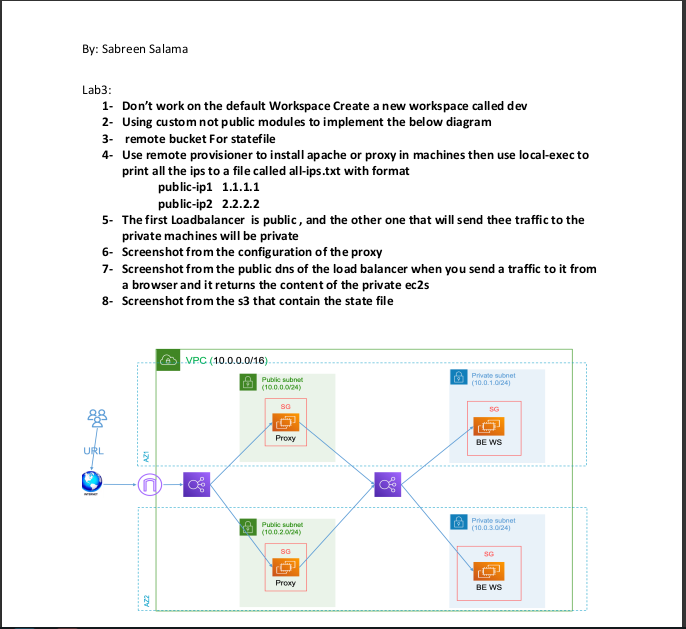 By: Sabreen Salama
Lab3:
1- Don't work on the default Workspace Create a new workspace called dev
2- Using custom not public modules to implement the below diagram
3- remote bucket For statefile
4- Use remote provisioner to install apache or proxy in machines then use local-exec to
print all the ips to a file called all-ips.txt with format
public-ip1 1.1.1.1
public-ip2 2.2.2.2
5- The first Loadbalancer is public , and the other one that will send thee traffic to the
private machines will be private
6- Screenshot from the configuration of the proxy
7- Screenshot from the public dns of the load balancer when you send a traffic to it from
a browser and it returns the content of the private ec2s
8- Screenshot from the s3 that contain the state file
VPC (10.0.0.0/16)
Public subnet
(10.0.0.0/24)
SG
Proxy
Private subnet
(10.0.1.0/24)
SG
BE WS
AZ1
URL
INTERNET
Public subnet
(10.0.2.0/24)
SG
Proxy
Private subnet
(10.0.3.0/24)
SG
BE WS
AZ2